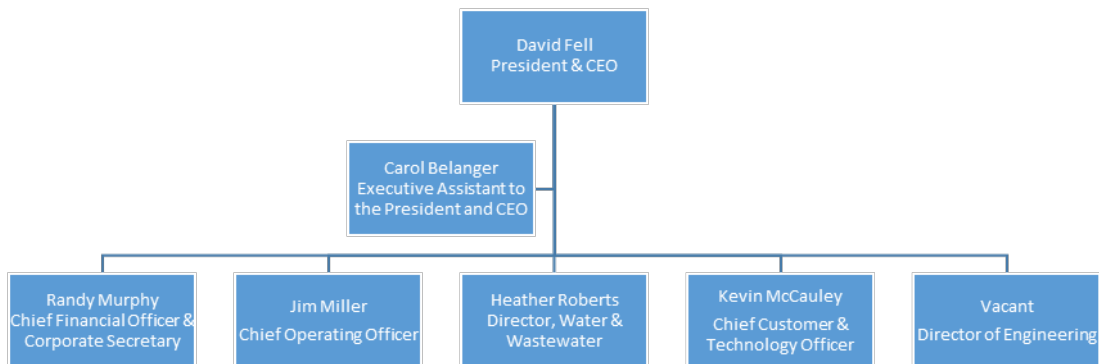 David Fell
President & CEO
Carol Belanger
Executive Assistant to
the President and CEO
Randy Murphy
Chief Financial Officer &
Corporate Secretary
Jim Miller
Chief Operating Officer
Heather Roberts
Director, Water &
Wastewater
Kevin McCauley
Chief Customer &
Technology Officer
Vacant
Director of Engineering